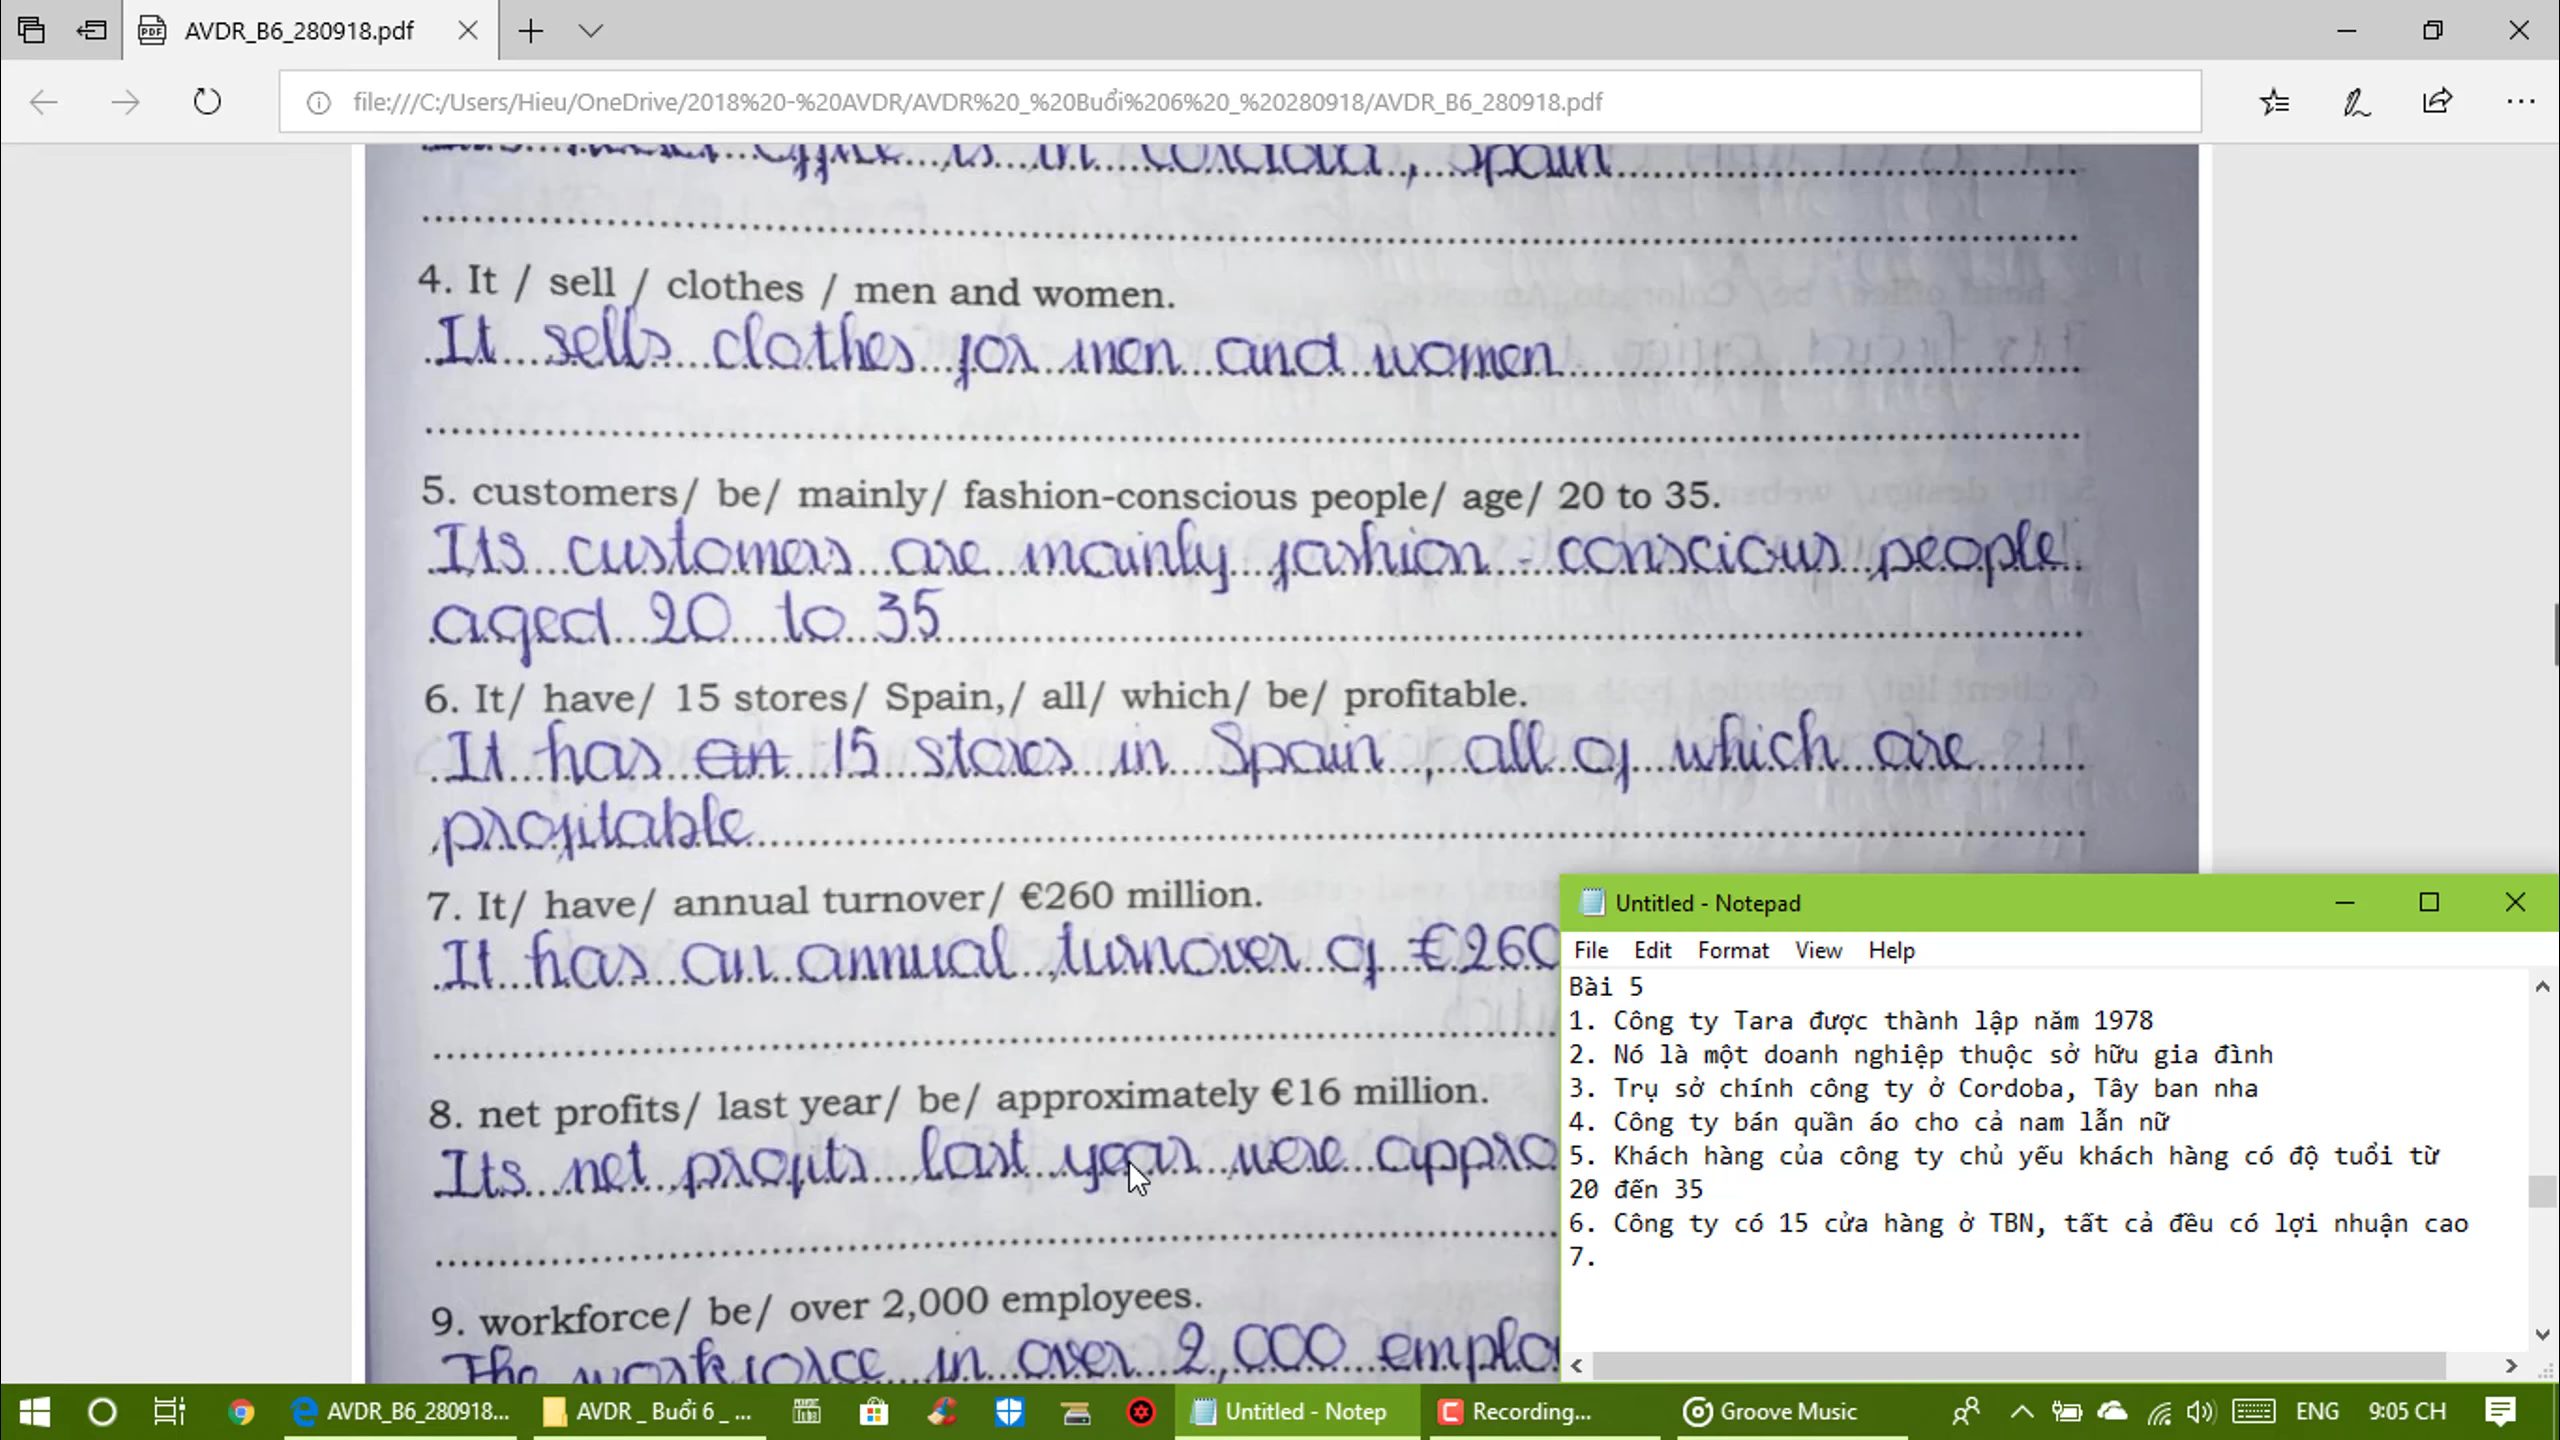 AVDR_B6_280918.pdf
file:///C:/Users/Hieu/OneDrive/2018%20-%20AVDR/AVDR%20_%20Buổi%206%20_%20280918/AVDR_B6_280918.pdf
office is in Cordoba, Spain
4. It / sell / clothes / men and women.
It sells clothes for men and women
5. customers/ be/ mainly/ fashion-conscious people/ age/ 20 to 35.
Its customers are mainly fashion - conscious people
aged 20 to 35
6. It/ have/ 15 stores/ Spain,/ all/ which/ be/ profitable.
It has an 15 stores in Spain, all of which are
profitable
7. It/ have/ annual turnover/ €260 million.
It has an annual turnover of €260
8. net profits/ last year/ be/ approximately €16 million.
Its net profits last year were appro
9. workforce/ be/ over 2,000 employees.
The workforce in over 2,000 emplo
Untitled - Notepad
File Edit Format View Help
Bài 5
1. Công ty Tara được thành lập năm 1978
2. Nó là một doanh nghiệp thuộc sở hữu gia đình
3. Trụ sở chính công ty ở Cordoba, Tây ban nha
4. Công ty bán quần áo cho cả nam lẫn nữ
5. Khách hàng của công ty chủ yếu khách hàng có độ tuổi từ
20 đến 35
6. Công ty có 15 cửa hàng ở TBN, tất cả đều có lợi nhuận cao
7.
AVDR_B6_280918... AVDR _ Buổi 6 _ ... Untitled - Notep Recording... Groove Music ENG 9:05 CH